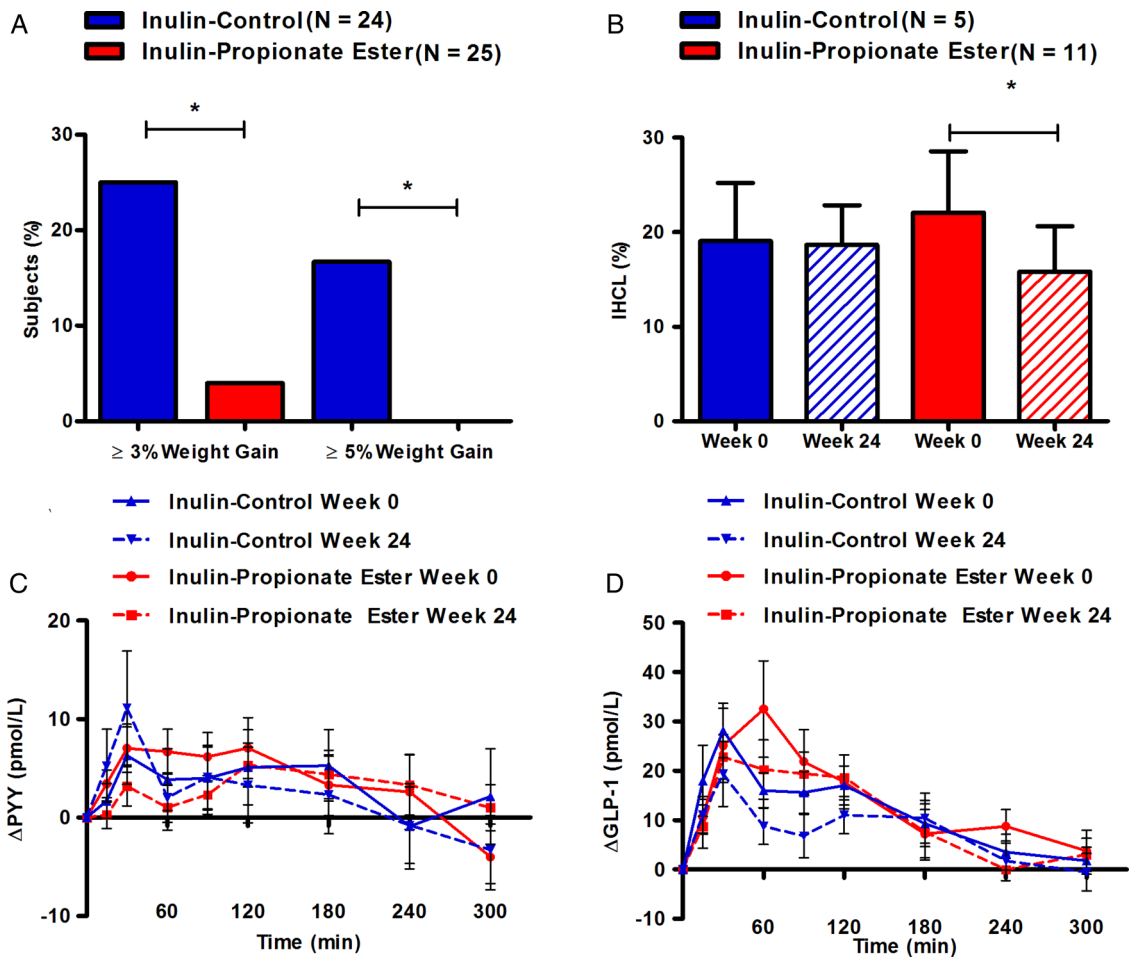 A
Inulin-Control(N = 24)
Inulin-Propionate Ester(N = 25)
*
*
30
20
10
0
Subjects (%)
≥ 3%Weight Gain
≥ 5%Weight Gain
B
Inulin-Control(N = 5)
Inulin-Propionate Ester(N = 11)
*
30
20
10
0
IHCL (%)
Week 0
Week 24
Week 0
Week 24
C
Inulin-Control Week 0
Inulin-Control Week 24
Inulin-Propionate Ester Week 0
Inulin-Propionate Ester Week 24
20
10
0
-10
ΔPYY (pmol/L)
60
120
180
240
300
Time (min)
D
Inulin-Control Week 0
Inulin-Control Week 24
Inulin-Propionate Ester Week 0
Inulin-Propionate Ester Week 24
50
40
30
20
10
0
-10
ΔGLP-1 (pmol/L)
60
120
180
240
300
Time (min)